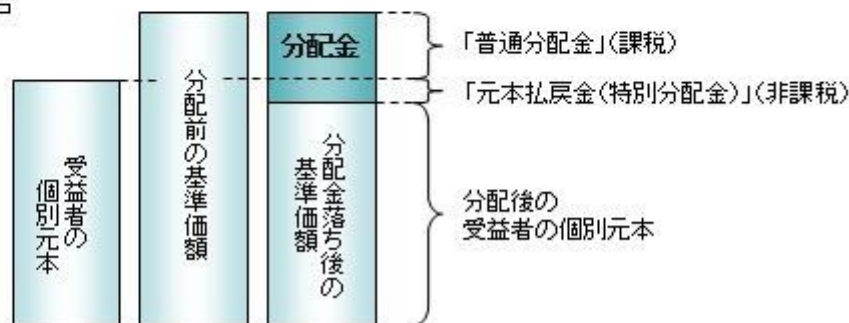 受益者の
個別元本
分配前の基準価額
分配金
分配金落ち後の
基準価額
「普通分配金」(課税)
「元本払戻金(特別分配金)」(非課税)
分配後の
受益者の個別元本